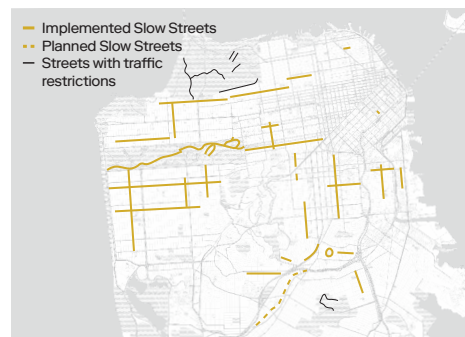 Implemented Slow Streets
Planned Slow Streets
Streets with traffic
restrictions